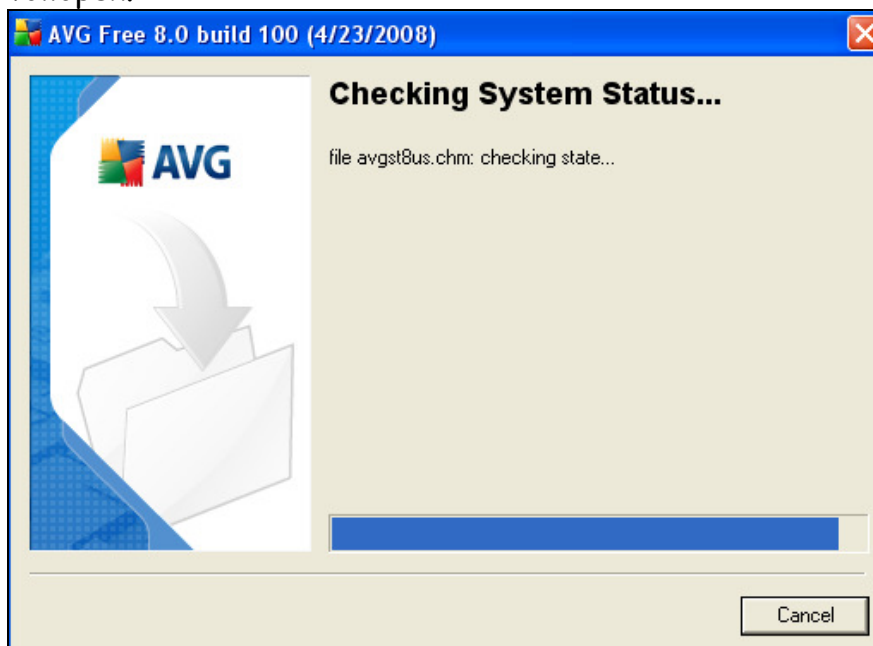 AVG Free 8.0 build 100 (4/23/2008)
Checking System Status...
AVG
file avgst8us.chm: checking state...
Cancel